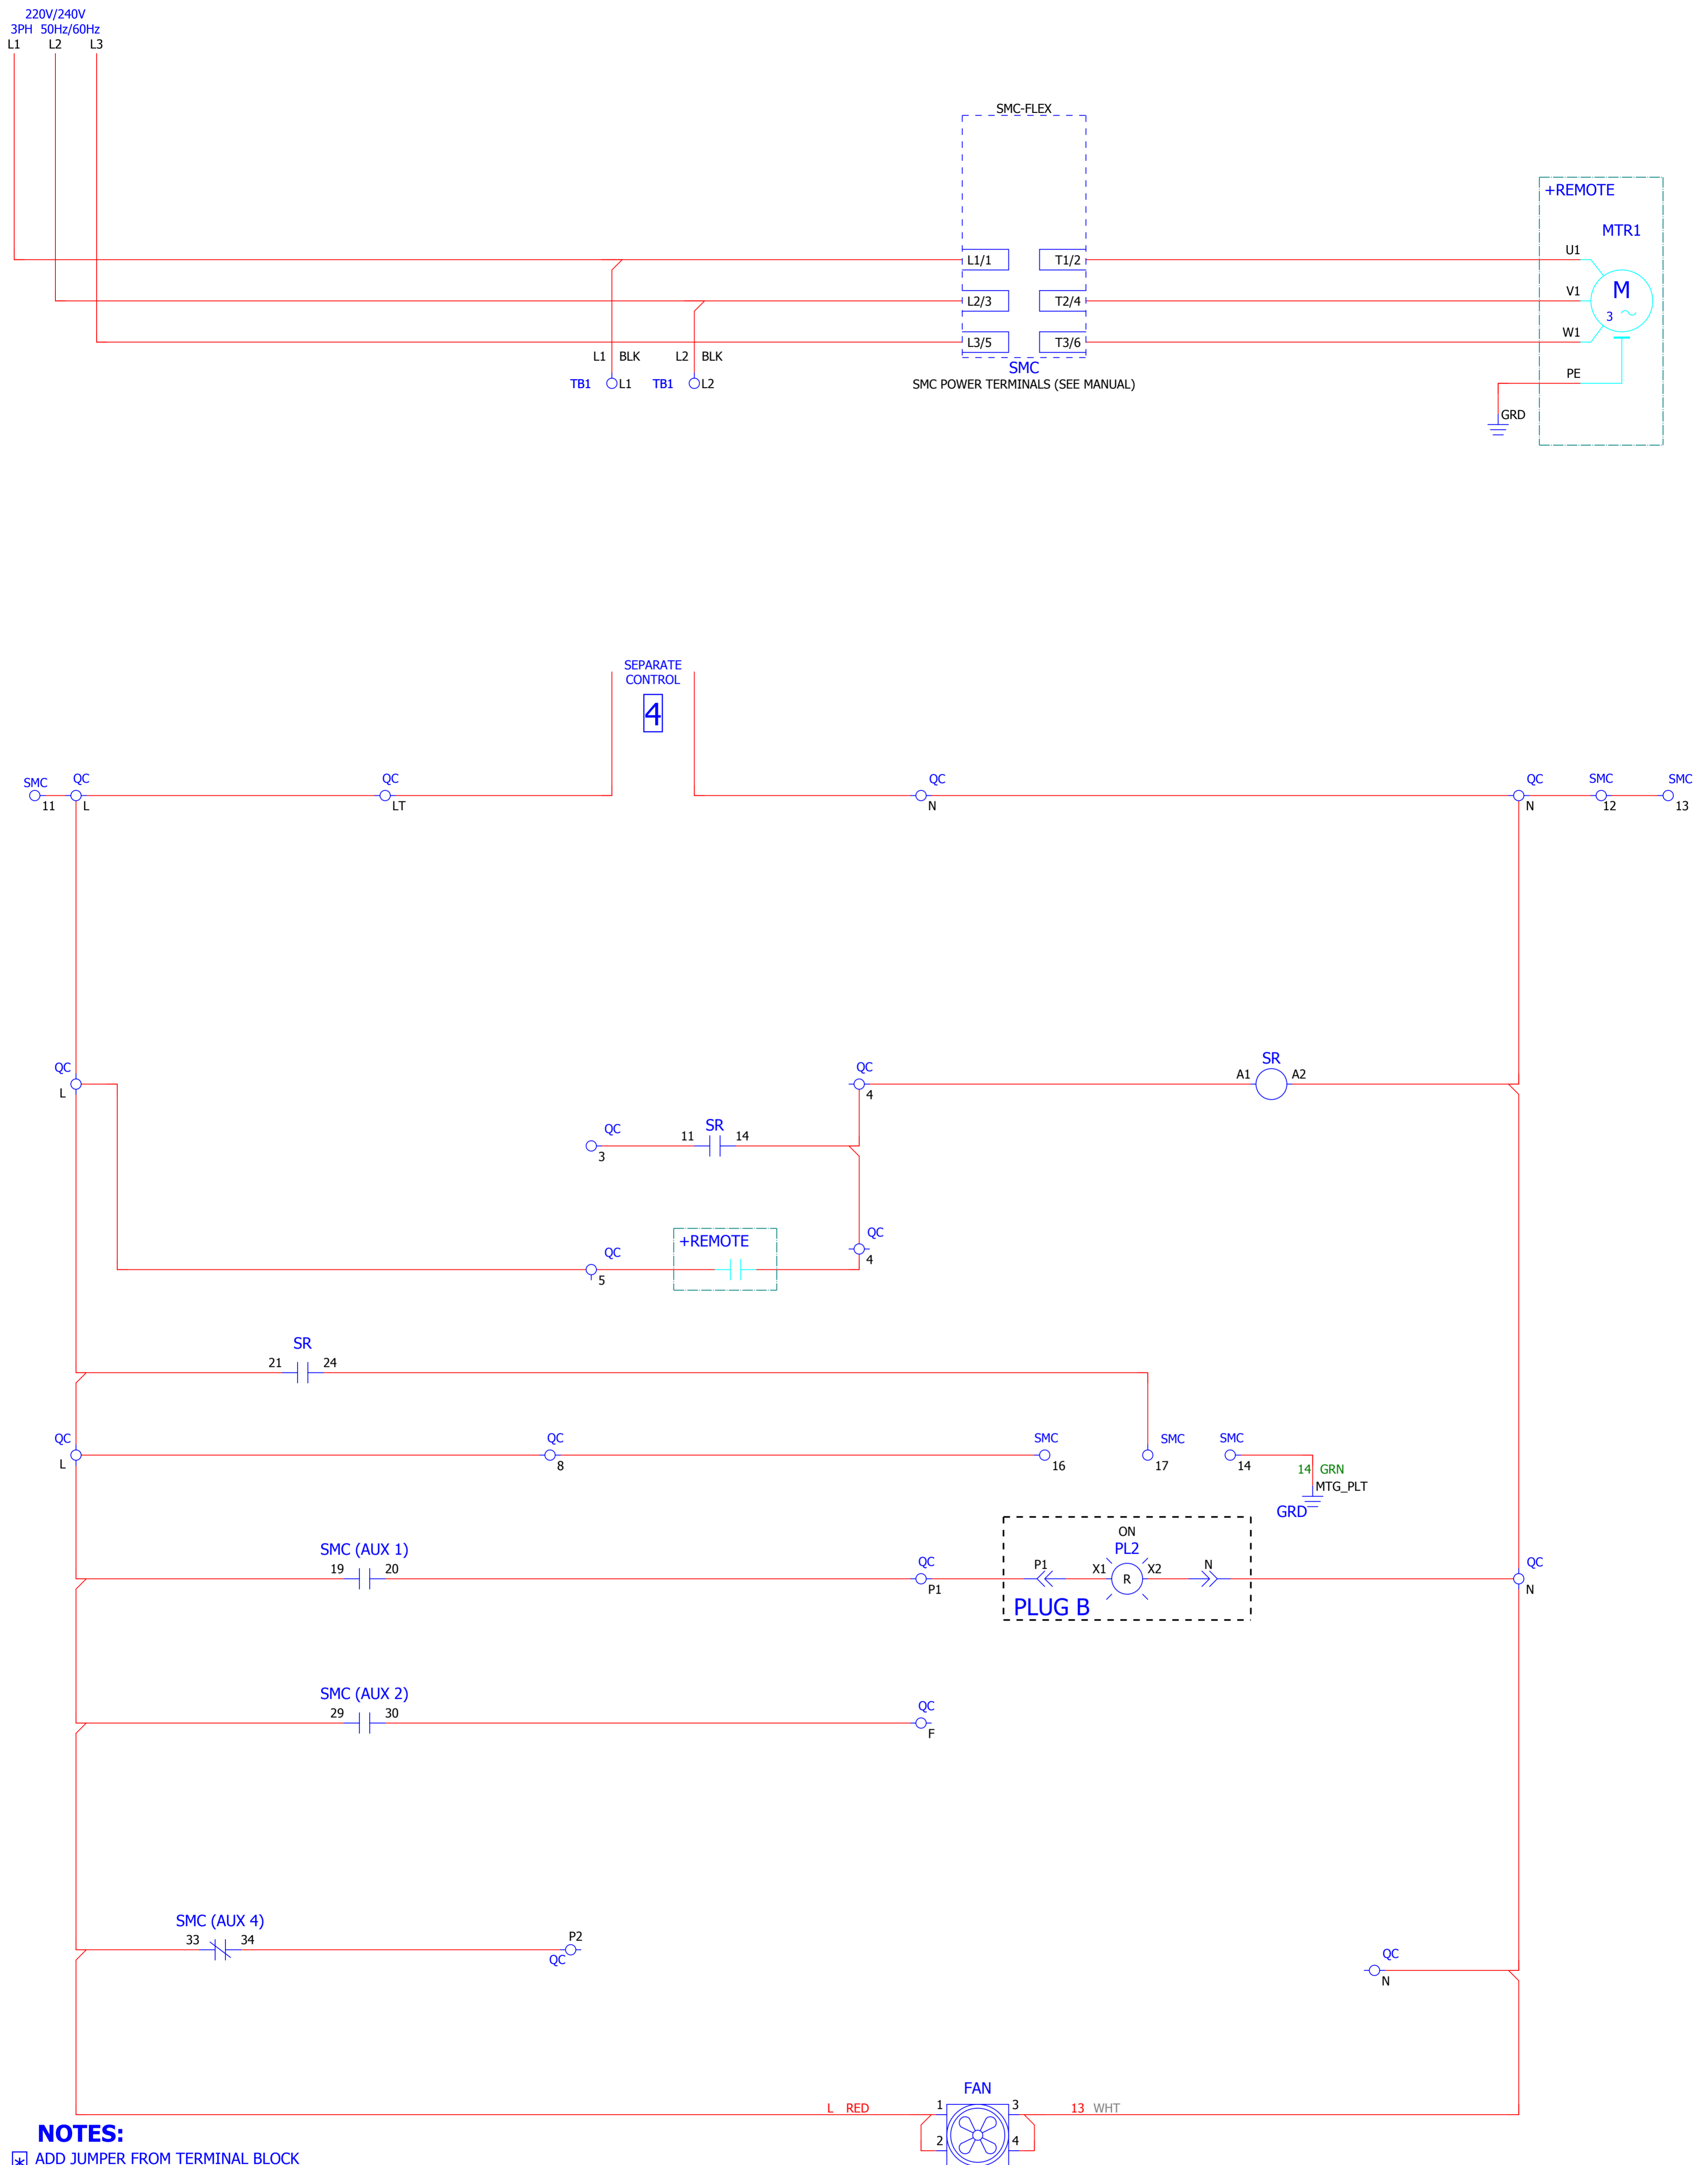 220V/240V
3PH 50Hz/60Hz
L1 L2 L3
SMC-FLEX
+REMOTE
MTR1
L1/1 T1/2 U1
L2/3 T2/4 V1 M
3
L3/5 T3/6 W1
L1 BLK L2 BLK
TB1 L1 TB1 L2
SMC
SMC POWER TERMINALS (SEE MANUAL)
PE
GRD
SEPARATE
CONTROL
4
SMC QC QC QC QC SMC SMC
11 L LT N N 12 13
QC QC SR
L 4 A1 A2
QC SR
3 11 14
QC +REMOTE QC
5 4
SR
21 24
QC QC SMC SMC SMC
L 8 16 17 14
14 GRN
MTG_PLT
GRD
ON
SMC (AUX 1) PL2
19 20 QC P1 X1 R X2 N QC
P1 N
PLUG B
SMC (AUX 2)
29 30 QC
F
SMC (AUX 4)
33 34 P2
QC
QC
N
FAN
L RED 1 3 13 WHT
2 4
NOTES:
* ADD JUMPER FROM TERMINAL BLOCK